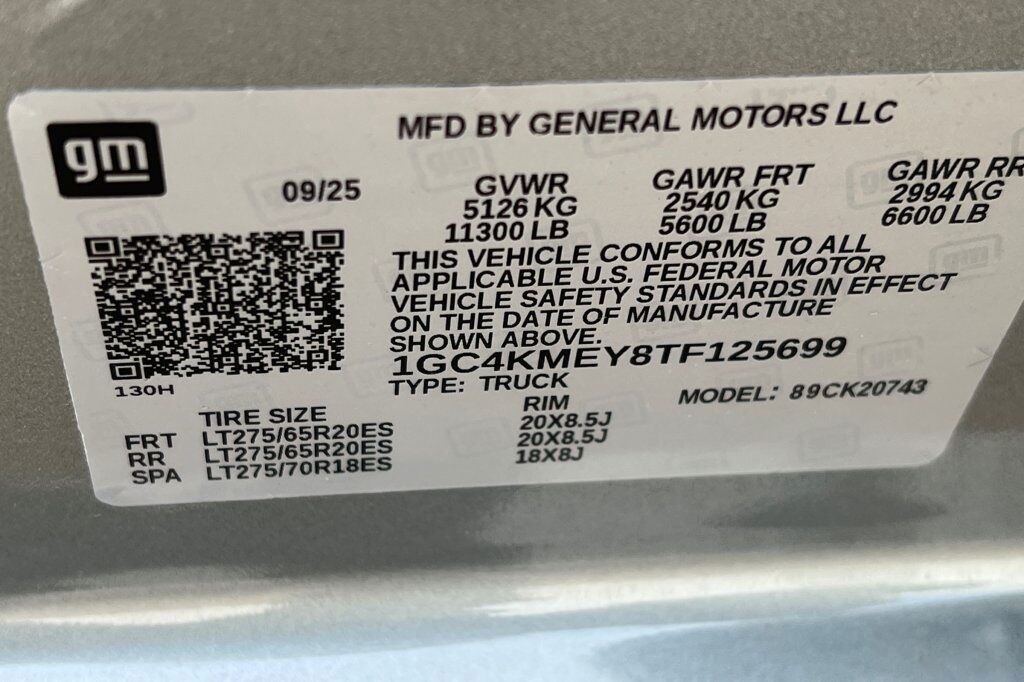 gm
MFD BY GENERAL MOTORS LLC
09/25
GVWR GAWR FRT GAWR RR
5126 KG 2540 KG 2994 KG
11300 LB 5600 LB 6600 LB
THIS VEHICLE CONFORMS TO ALL
APPLICABLE U.S. FEDERAL MOTOR
VEHICLE SAFETY STANDARDS IN EFFECT
ON THE DATE OF MANUFACTURE
SHOWN ABOVE.
1GC4KMEY8TF125699
130H
TYPE: TRUCK MODEL: 89CK20743
TIRE SIZE RIM
FRT LT275/65R20ES 20X8.5J
RR LT275/65R20ES 20X8.5J
SPA LT275/70R18ES 18X8J